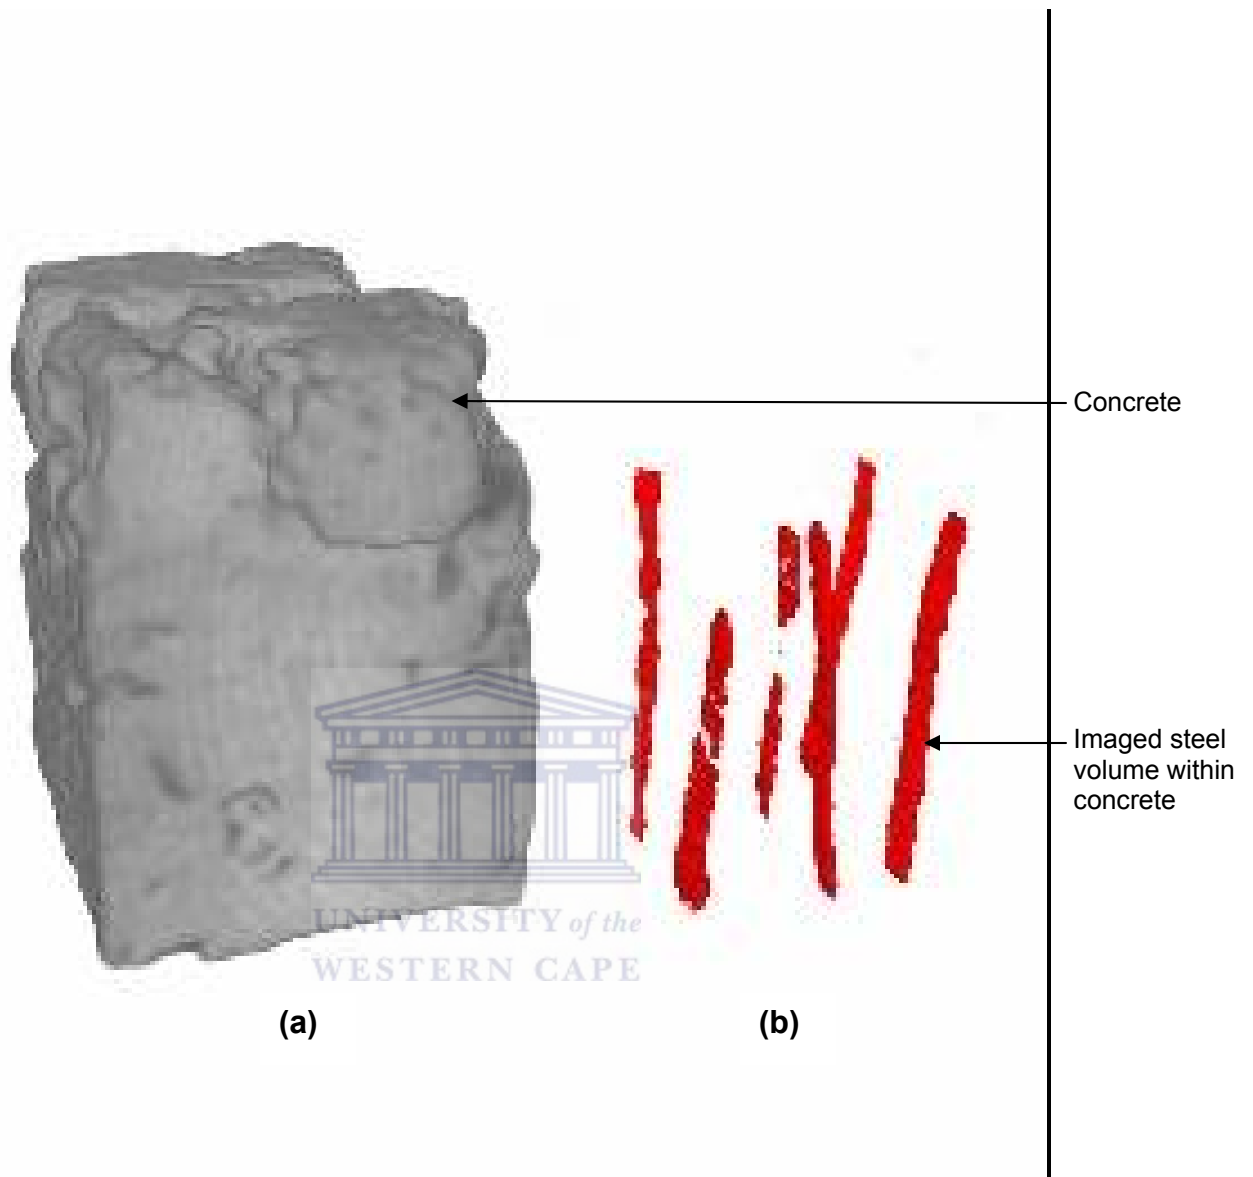 Concrete
Imaged steel
volume within
concrete
UNIVERSITY of the
WESTERN CAPE
(a)
(b)